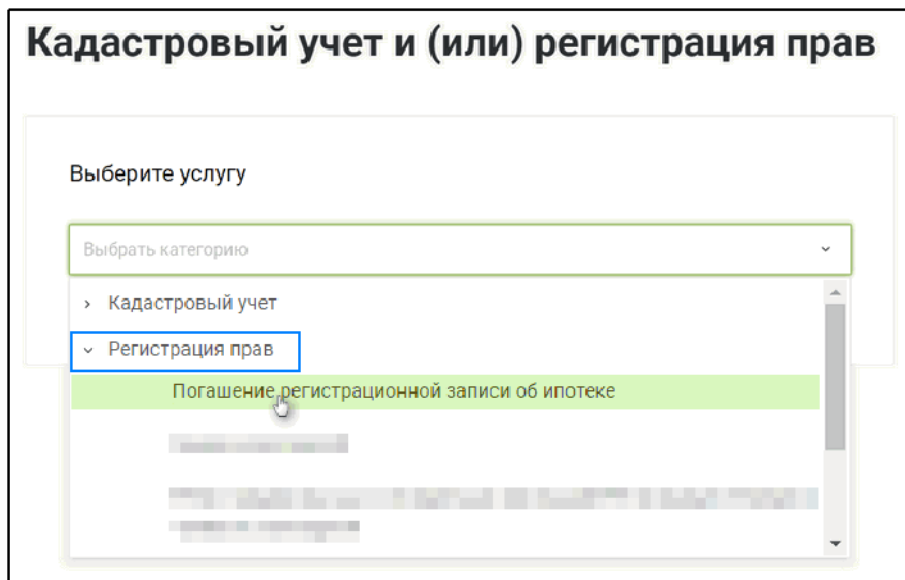 Кадастровый учет и (или) регистрация прав
Выберите услугу
Выбрать категорию
Кадастровый учет
Регистрация прав
Погашение регистрационной записи об ипотеке